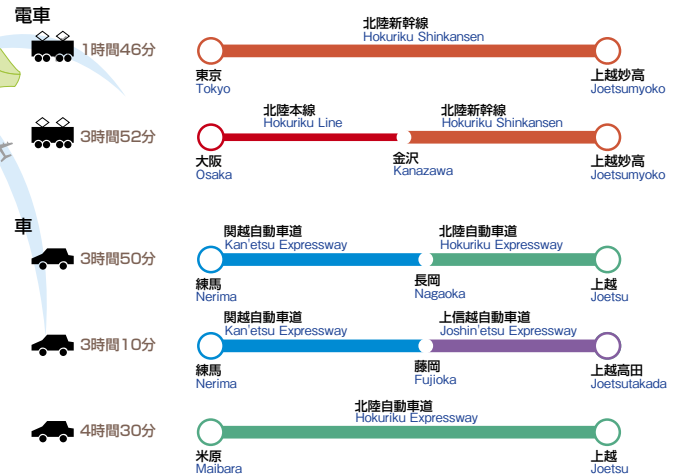 電車
1時間46分
北陸新幹線
Hokuriku Shinkansen
東京
Tokyo
上越妙高
Joetsumyoko
3時間52分
北陸本線
Hokuriku Line
北陸新幹線
Hokuriku Shinkansen
大阪
Osaka
金沢
Kanazawa
上越妙高
Joetsumyoko
車
3時間50分
関越自動車道
Kan'etsu Expressway
北陸自動車道
Hokuriku Expressway
練馬
Nerima
長岡
Nagaoka
上越
Joetsu
3時間10分
関越自動車道
Kan'etsu Expressway
上信越自動車道
Joshin'etsu Expressway
練馬
Nerima
藤岡
Fujioka
上越高田
Joetsutakada
4時間30分
北陸自動車道
Hokuriku Expressway
米原
Maibara
上越
Joetsu